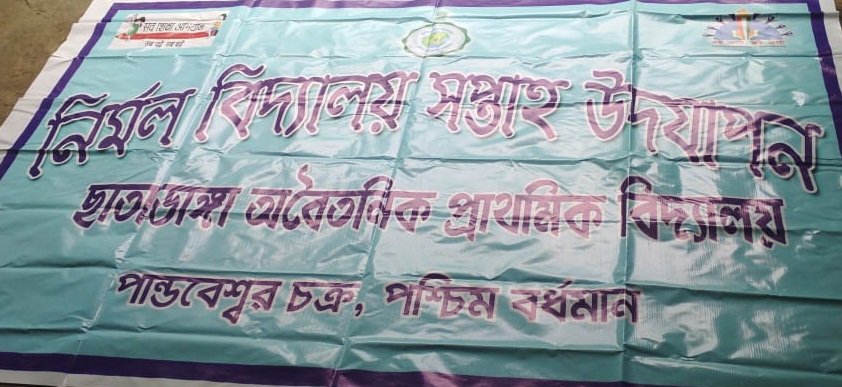 নির্মল বিদ্যালয় সপ্তাহ উদযাপন
ছাতাডাঙ্গা অবৈতনিক প্রাথমিক বিদ্যালয়
পান্ডবেশ্বর চক্র, পশ্চিম বর্ধমান